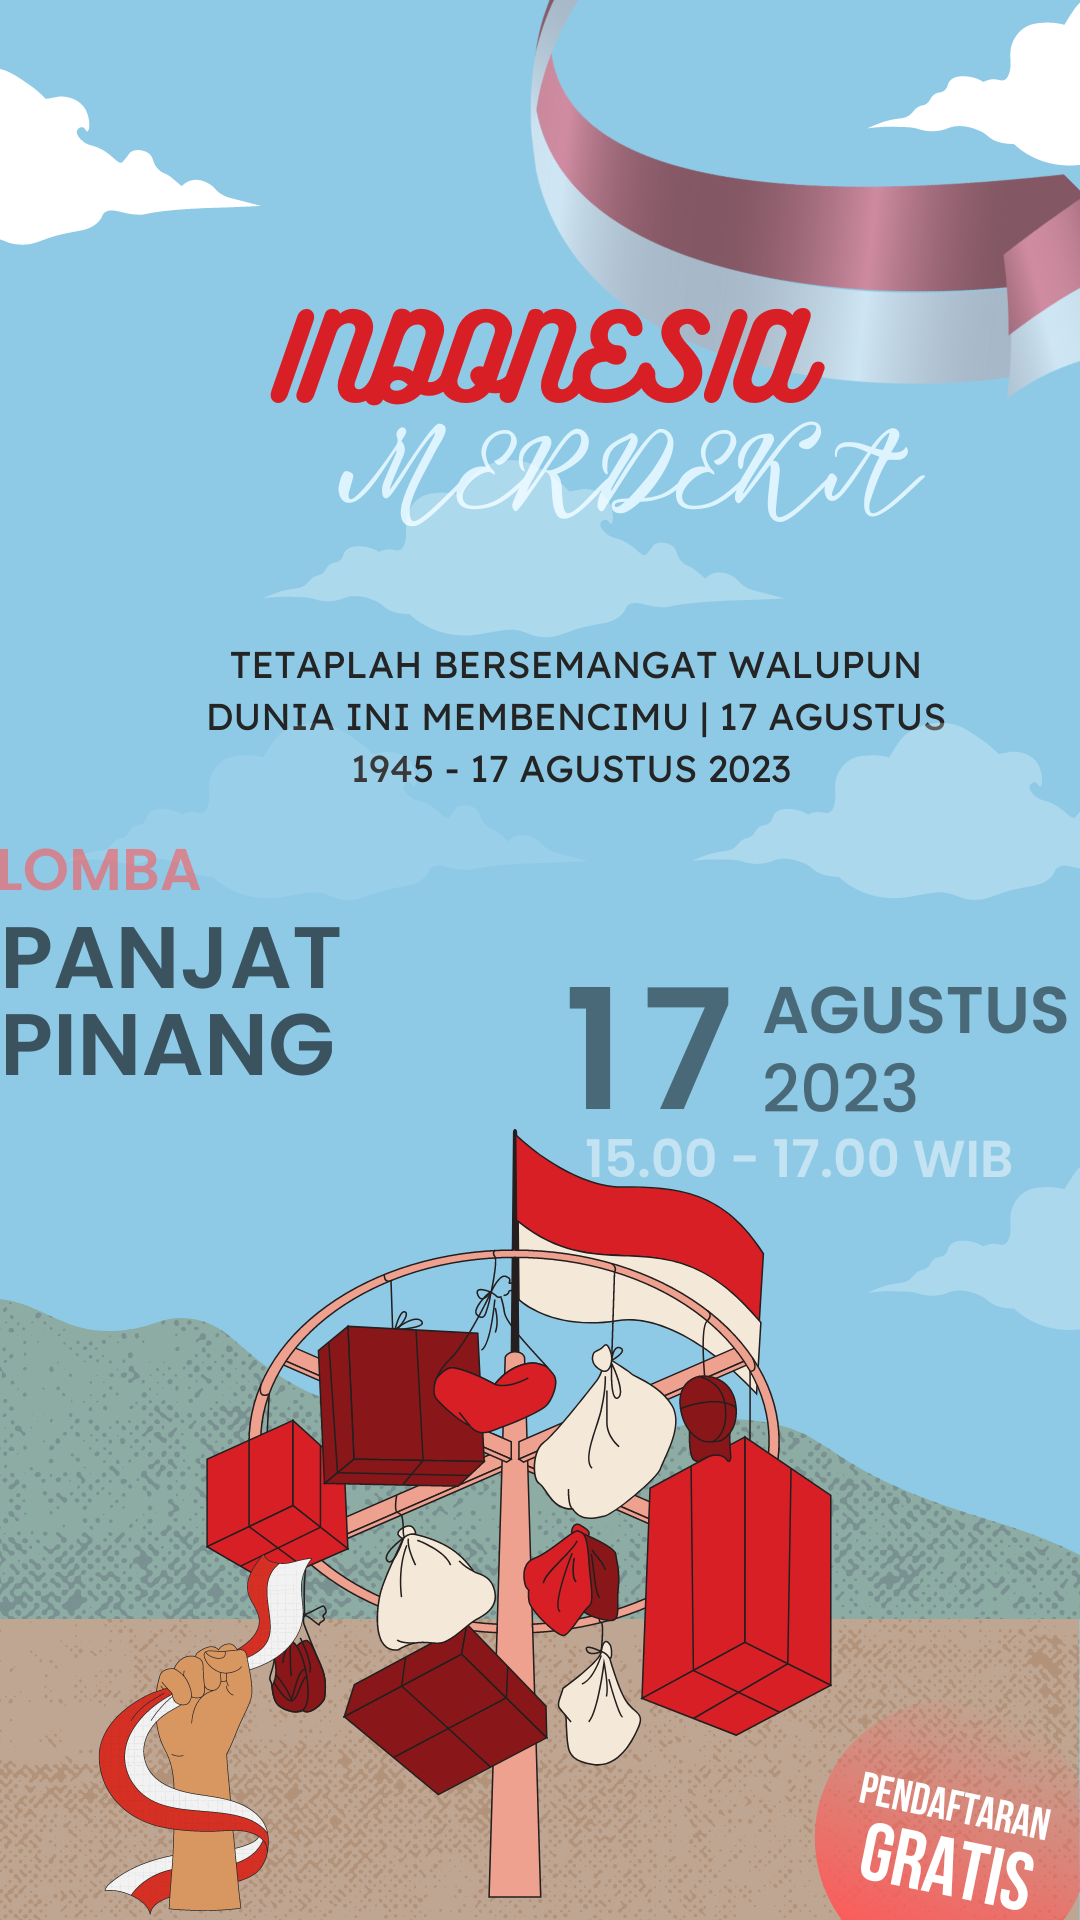 INDONESIA
MERDEKA
TETAPLAH BERSEMANGAT WALUPUN
DUNIA INI MEMBENCIMU | 17 AGUSTUS
1945 - 17 AGUSTUS 2023
LOMBA
PANJAT
PINANG
17 AGUSTUS
2023
15.00 - 17.00 WIB
PENDAFTARAN
GRATIS